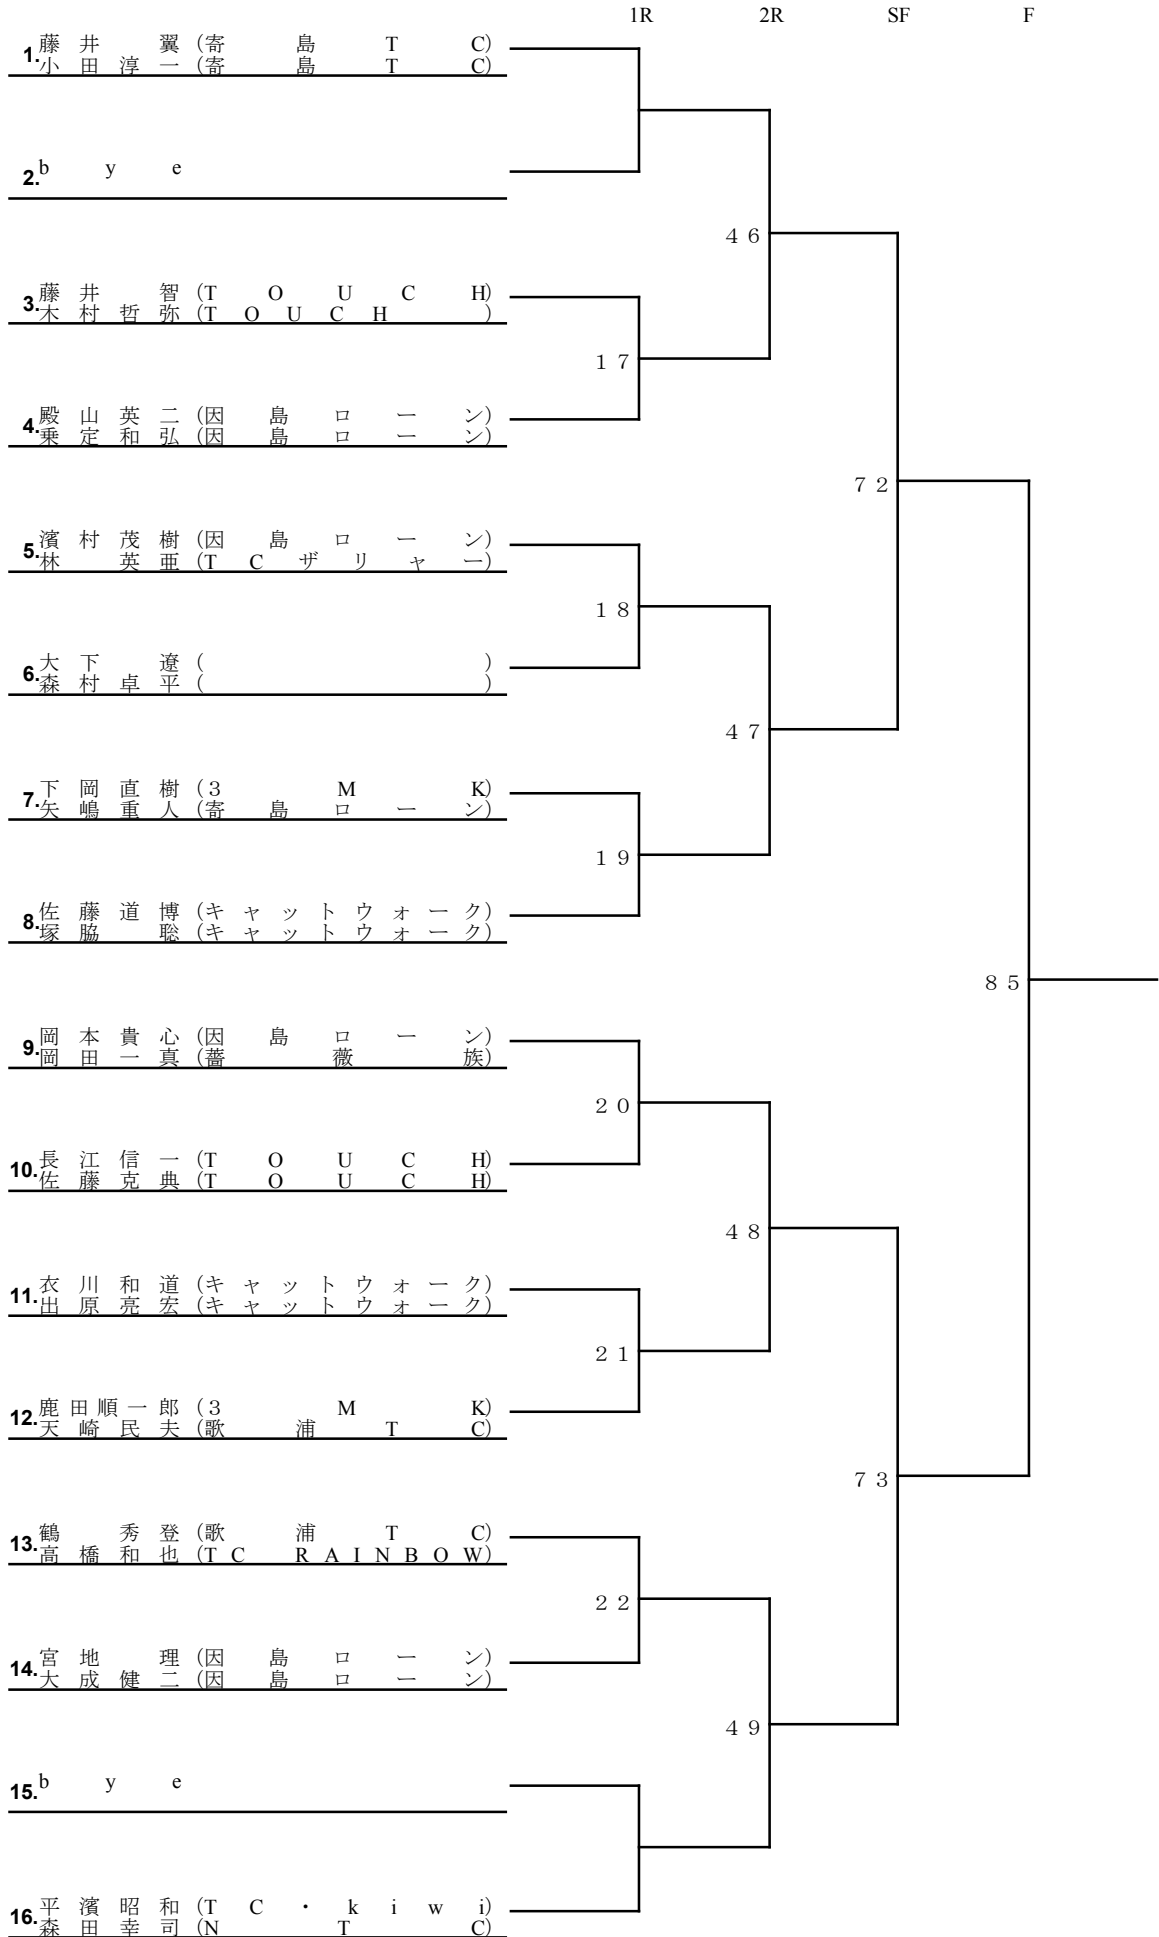 1R 2R SF F
1. 藤井 翼 (寄島TC)
小田淳一 (寄島TC)
2. bye
46
3. 藤井 智 (TOUCH)
木村哲弥 (TOUCH )
17
4. 殿山英二 (因島ローン)
乗定和弘 (因島ローン)
72
5. 濱村茂樹 (因島ローン)
林 英亜 (TCザリャー)
18
6. 大下 遼 ( )
森村卓平 ( )
47
7. 下岡直樹 (3MK)
矢嶋重人 (寄島ローン)
19
8. 佐藤道博 (キャットウォーク)
塚脇 聡 (キャットウォーク)
85
9. 岡本貴心 (因島ローン)
岡田一真 (薔薇族)
20
10. 長江信一 (TOUCH)
佐藤克典 (TOUCH)
48
11. 衣川和道 (キャットウォーク)
出原亮宏 (キャットウォーク)
21
12. 鹿田順一郎 (3MK)
天崎民夫 (歌浦TC)
73
13. 鶴 秀登 (歌浦TC)
高橋和也 (TC RAINBOW)
22
14. 宮地 理 (因島ローン)
大成健二 (因島ローン)
49
15. bye
16. 平濱昭和 (TC・kiwi)
森田幸司 (NTC)